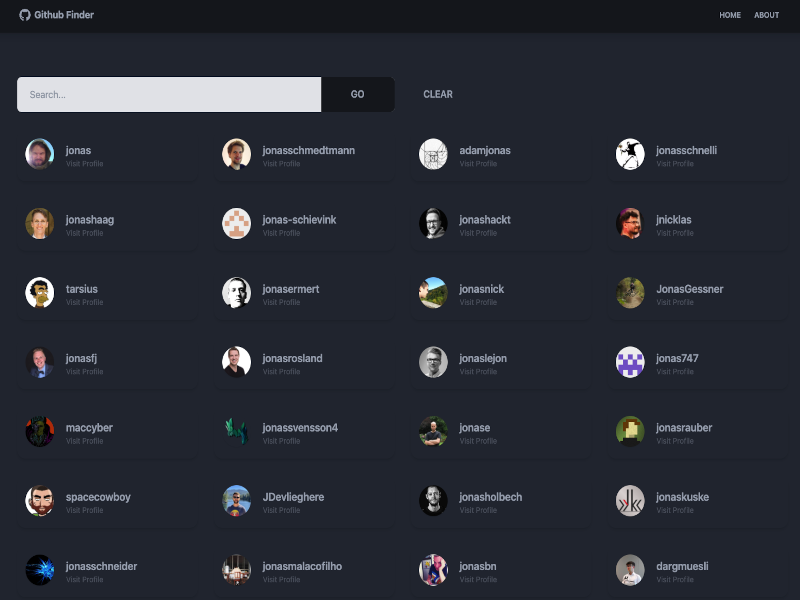 Github Finder
HOME ABOUT
Search...
GO
CLEAR
jonas
Visit Profile
jonasschmedtmann
Visit Profile
adamjonas
Visit Profile
jonasschnelli
Visit Profile
jonashaag
Visit Profile
jonas-schievink
Visit Profile
jonashackt
Visit Profile
jnicklas
Visit Profile
tarsius
Visit Profile
jonasermert
Visit Profile
jonasnick
Visit Profile
JonasGessner
Visit Profile
jonasfj
Visit Profile
jonasrosland
Visit Profile
jonaslejon
Visit Profile
jonas747
Visit Profile
maccyber
Visit Profile
jonassvensson4
Visit Profile
jonase
Visit Profile
jonasrauber
Visit Profile
spacecowboy
Visit Profile
JDevlieghere
Visit Profile
jonasholbech
Visit Profile
jonaskuske
Visit Profile
jonasschneider
Visit Profile
jonasmalacofilho
Visit Profile
jonasbn
Visit Profile
dargmuesli
Visit Profile